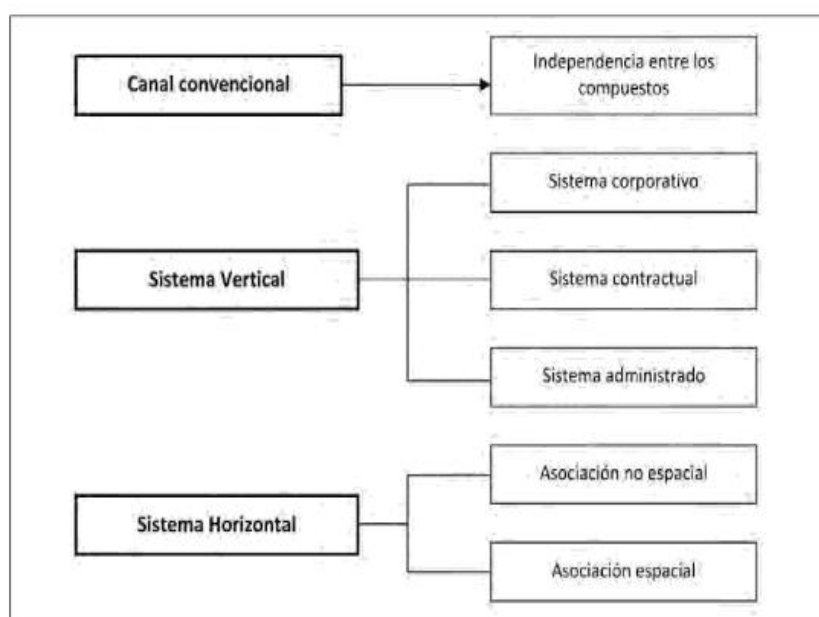 Canal convencional
Independencia entre los
compuestos
Sistema Vertical
Sistema corporativo
Sistema contractual
Sistema administrado
Sistema Horizontal
Asociación no espacial
Asociación espacial